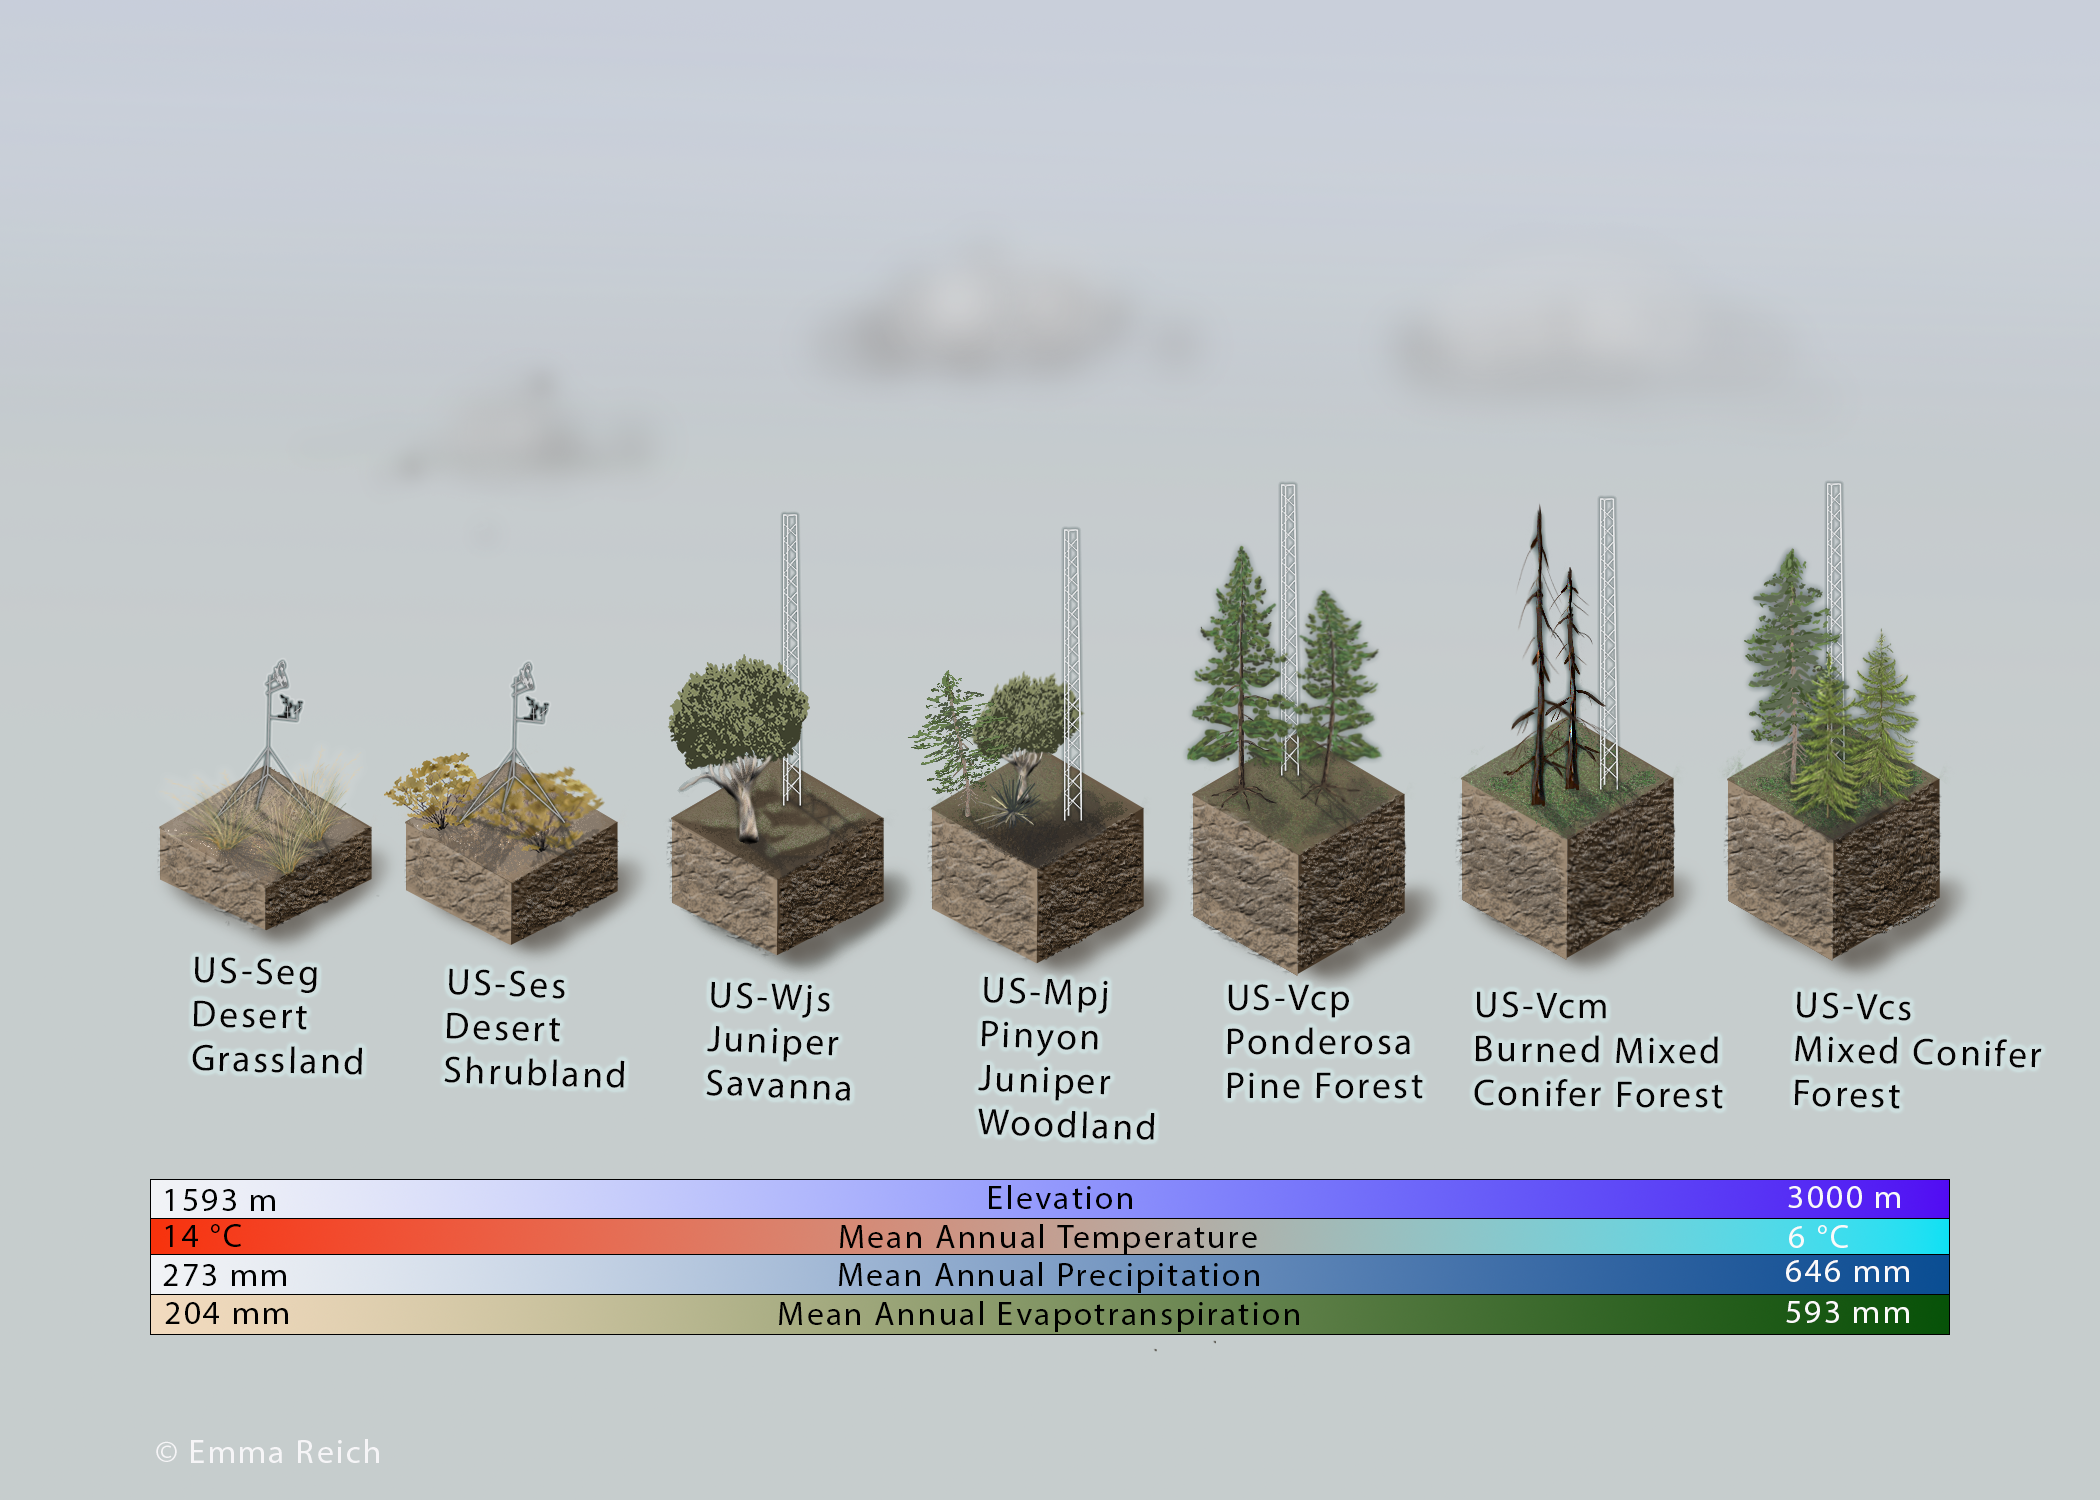 US-Seg
Desert
Grassland
US-Ses
Desert
Shrubland
US-Wjs
Juniper
Savanna
US-Mpj
Pinyon
Juniper
Woodland
US-Vcp
Ponderosa
Pine Forest
US-Vcm
Burned Mixed
Conifer Forest
US-Vcs
Mixed Conifer
Forest
1593 m Elevation 3000 m
14 °C Mean Annual Temperature 6 °C
273 mm Mean Annual Precipitation 646 mm
204 mm Mean Annual Evapotranspiration 593 mm
© Emma Reich